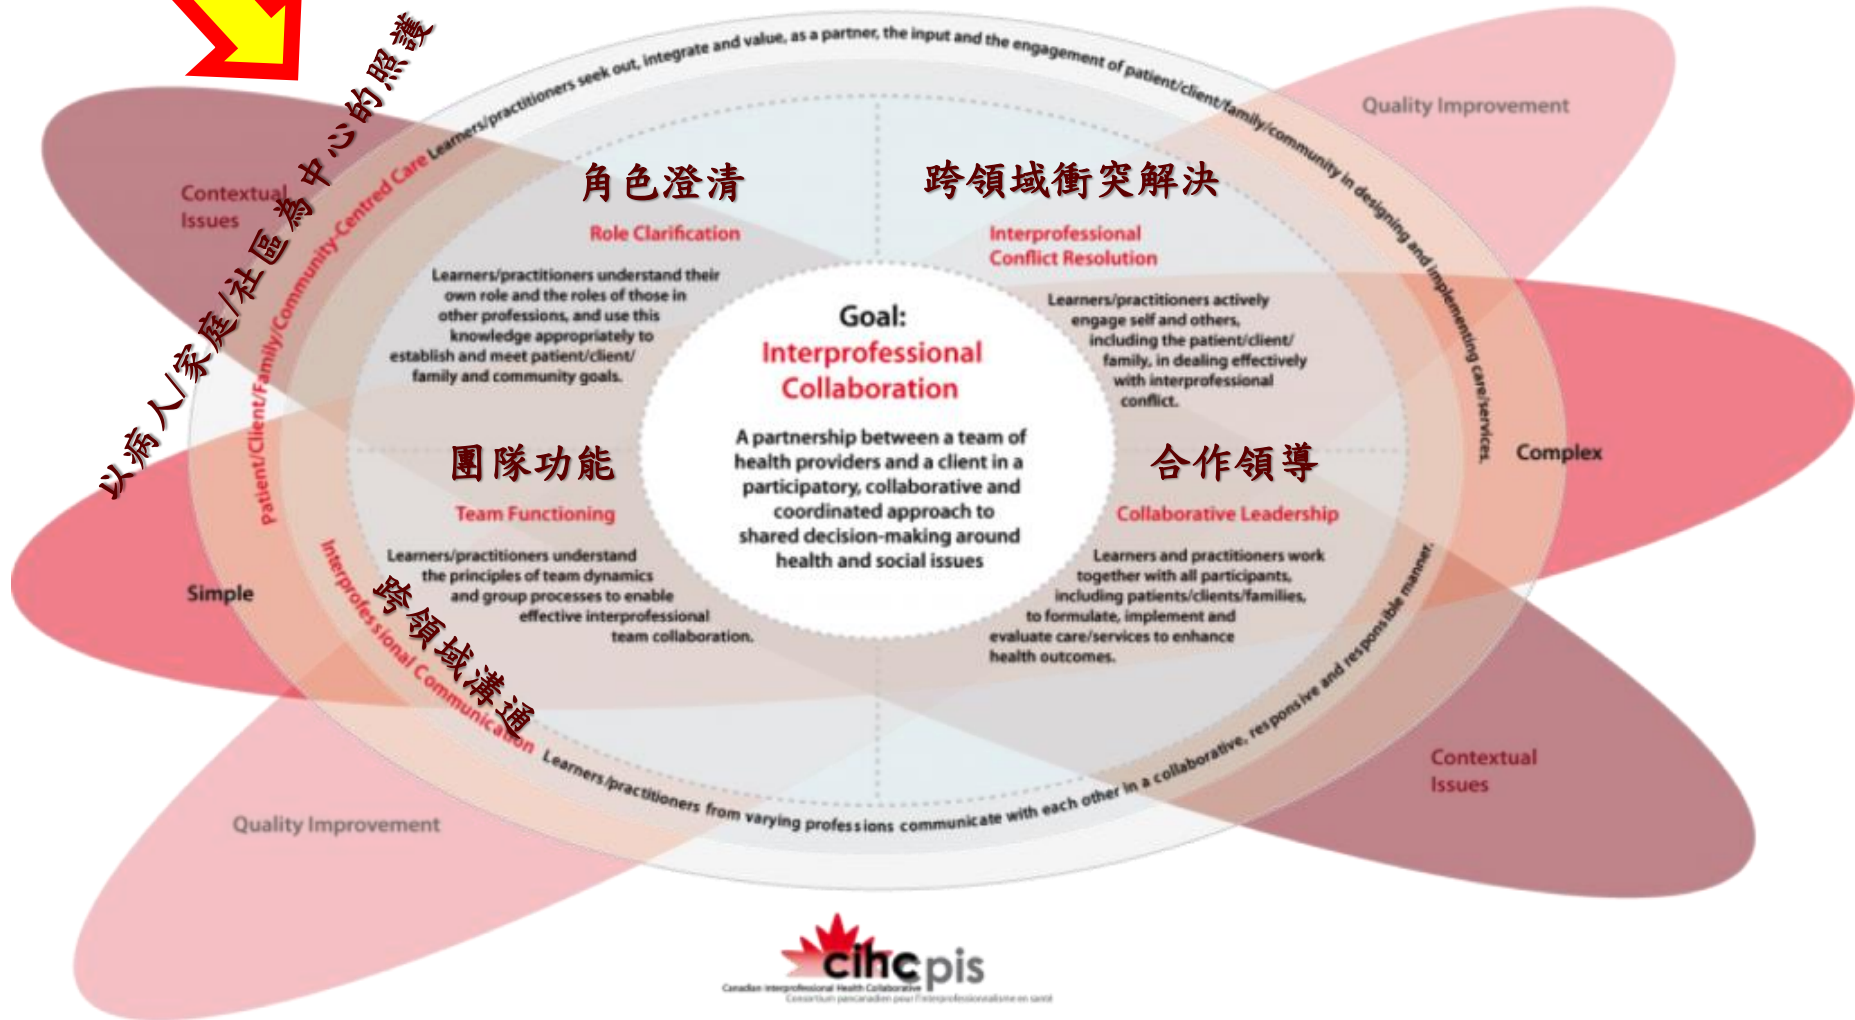 以病人/家庭/社區為中心的照護
Patient/Client/Family/Community-Centred Care Learners/practitioners seek out, integrate and value, as a partner, the input and the engagement of patient/client/family/community in designing and implementing care/services.
Contextual
Issues
Quality Improvement
角色澄清
Role Clarification
Learners/practitioners understand their
own role and the roles of those in
other professions, and use this
knowledge appropriately to
establish and meet patient/client/
family and community goals.
跨領域衝突解決
Interprofessional
Conflict Resolution
Learners/practitioners actively
engage self and others,
including the patient/client/
family, in dealing effectively
with interprofessional
conflict.
Goal:
Interprofessional
Collaboration
A partnership between a team of
health providers and a client in a
participatory, collaborative and
coordinated approach to
shared decision-making around
health and social issues
團隊功能
Team Functioning
Learners/practitioners understand
the principles of team dynamics
and group processes to enable
effective interprofessional
team collaboration.
合作領導
Collaborative Leadership
Learners and practitioners work
together with all participants,
including patients/clients/families,
to formulate, implement and
evaluate care/services to enhance
health outcomes.
Simple
Complex
跨領域溝通
Interprofessional Communication Learners/practitioners from varying professions communicate with each other in a collaborative, responsive and responsible manner.
Quality Improvement
Contextual
Issues
cihcpis
Canadian Interprofessional Health Collaborative
Consortium pancanadien pour l'interprofessionnalisme en santé